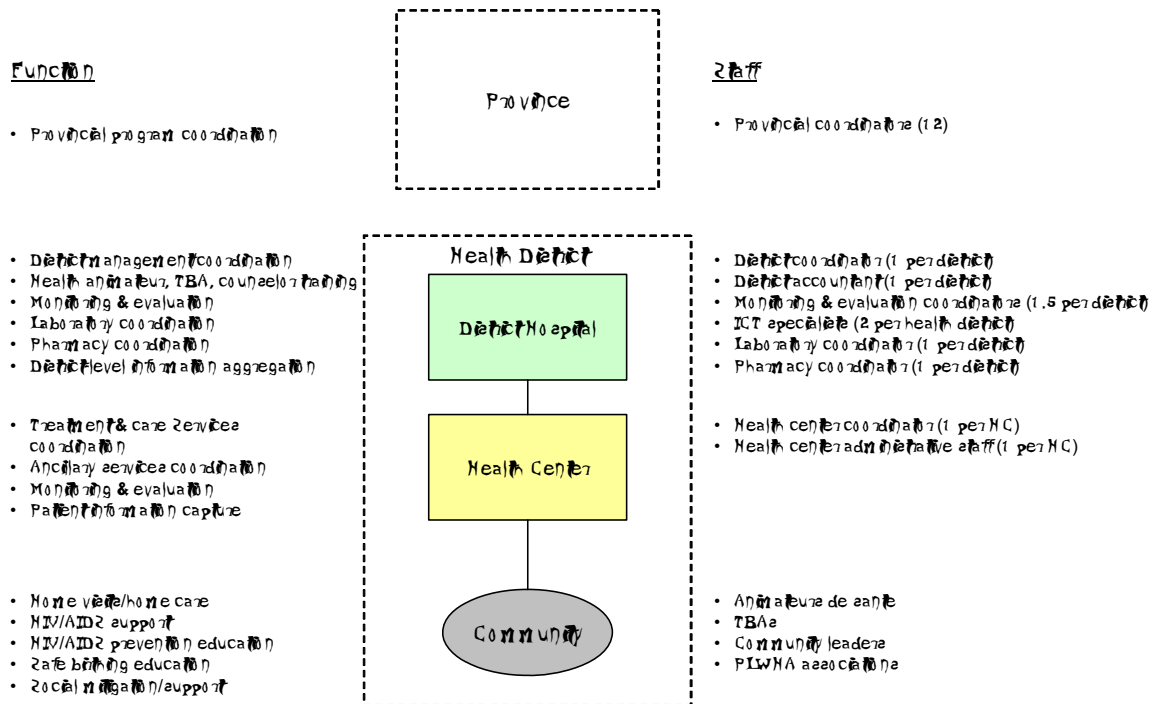 Function
• Provincial program coordination
• District management coordination
• Health animateur, TBA, counselor training
• Monitoring & evaluation
• Laboratory coordination
• Pharmacy coordination
• District level information aggregation
• Treatment & care Services
coordination
• Ancillary services coordination
• Monitoring & evaluation
• Patient information capture
• Home visits/home care
• HIV/AIDS support
• HIV/AIDS prevention education
• Safe birthing education
• Social mitigation/support
Province
Health District
District Hospital
Health Center
Community
Staff
• Provincial coordinators (12)
• District coordinator (1 per district
• District accountant (1 per district
• Monitoring & evaluation coordinators (1.5 per district
• ICT specialists (2 per health district
• Laboratory coordinator (1 per district
• Pharmacy coordinator (1 per district
• Health center coordinator (1 per HC)
• Health center administrative staff (1 per HC)
• Animateurs de sante
• TBAs
• Community leaders
• PLWHA associations